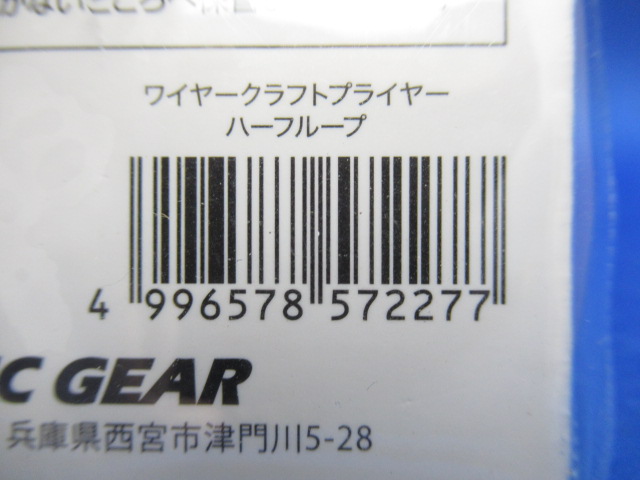 ワイヤークラフトプライヤー
ハーフループ
4 996578 572277
C GEAR
兵庫県西宮市津門川5-28